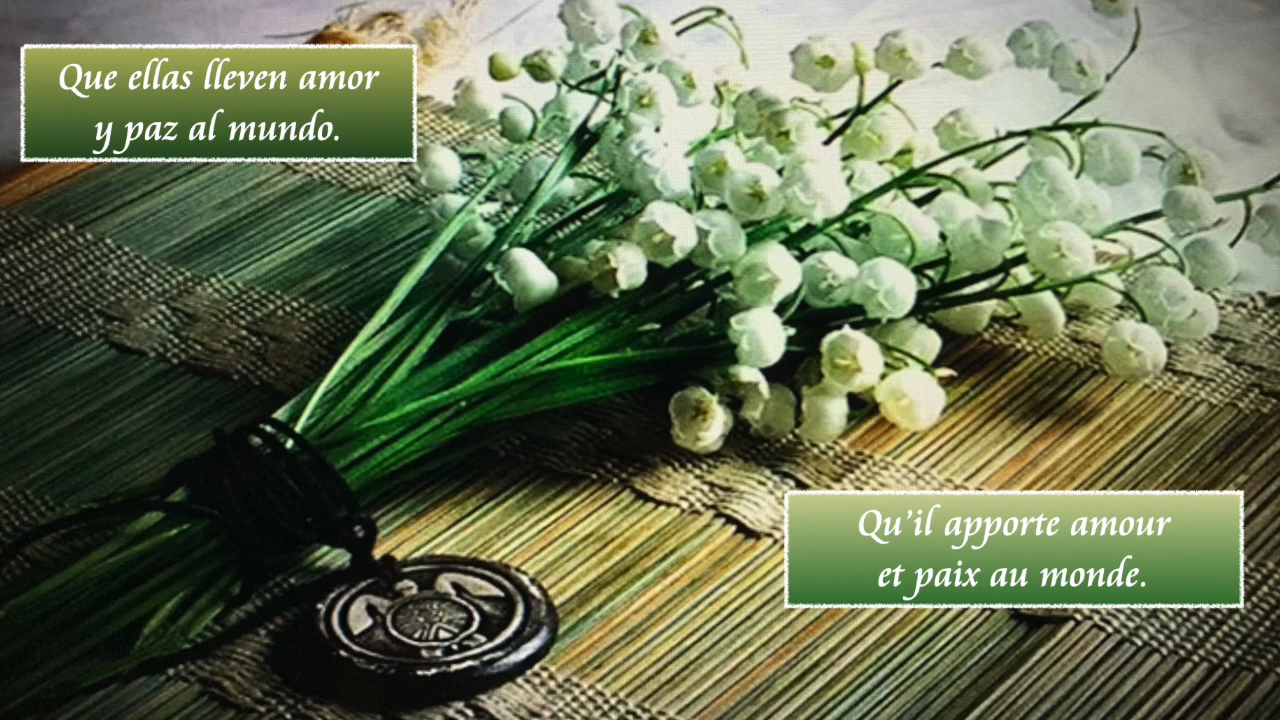 Que ellas lleven amor
y paz al mundo.
Qu’il apporte amour
et paix au monde.